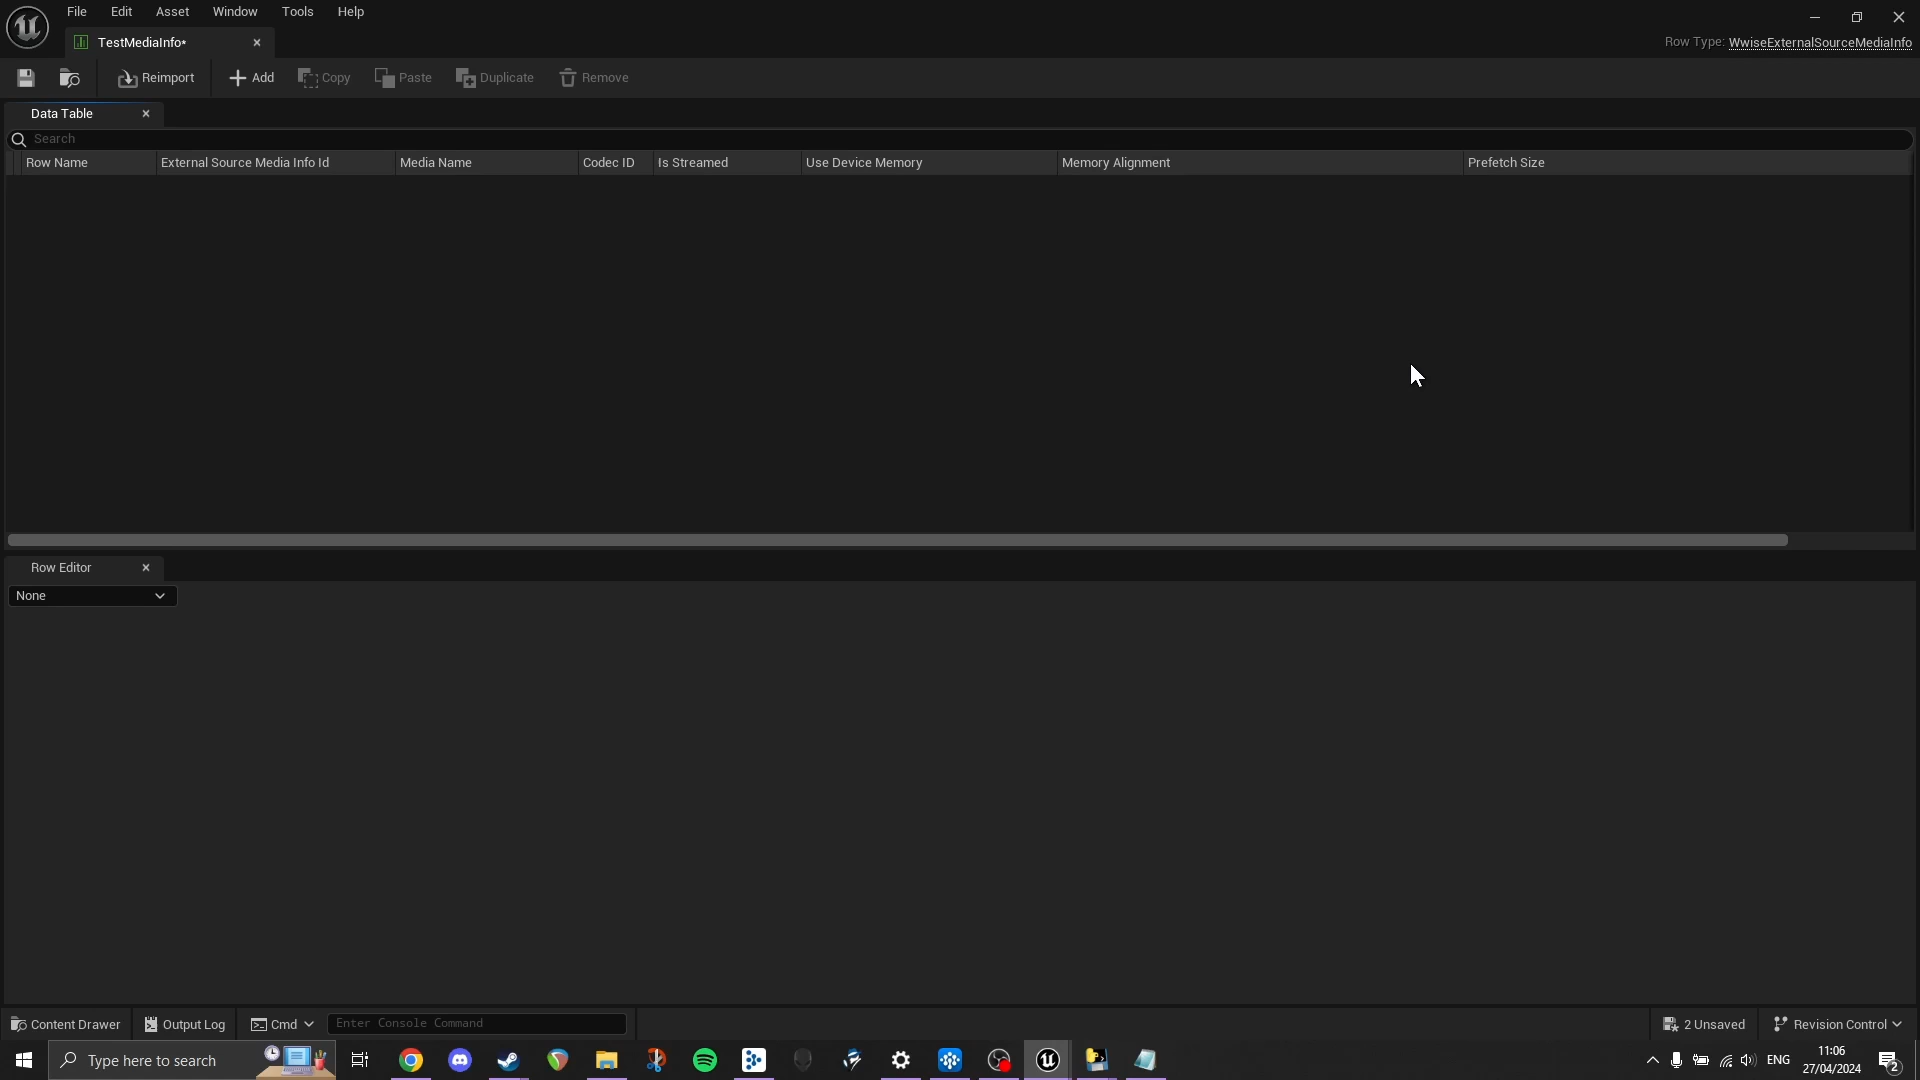 File Edit Asset Window Tools Help
TestMediaInfo*
Row Type: WwiseExternalSourceMediaInfo
Reimport Add Copy Paste Duplicate Remove
Data Table
Search
Row Name External Source Media Info Id Media Name Codec ID Is Streamed Use Device Memory Memory Alignment Prefetch Size
Row Editor
None
Content Drawer Output Log Cmd Enter Console Command 2 Unsaved Revision Control
Type here to search ENG 11:06
27/04/2024 2